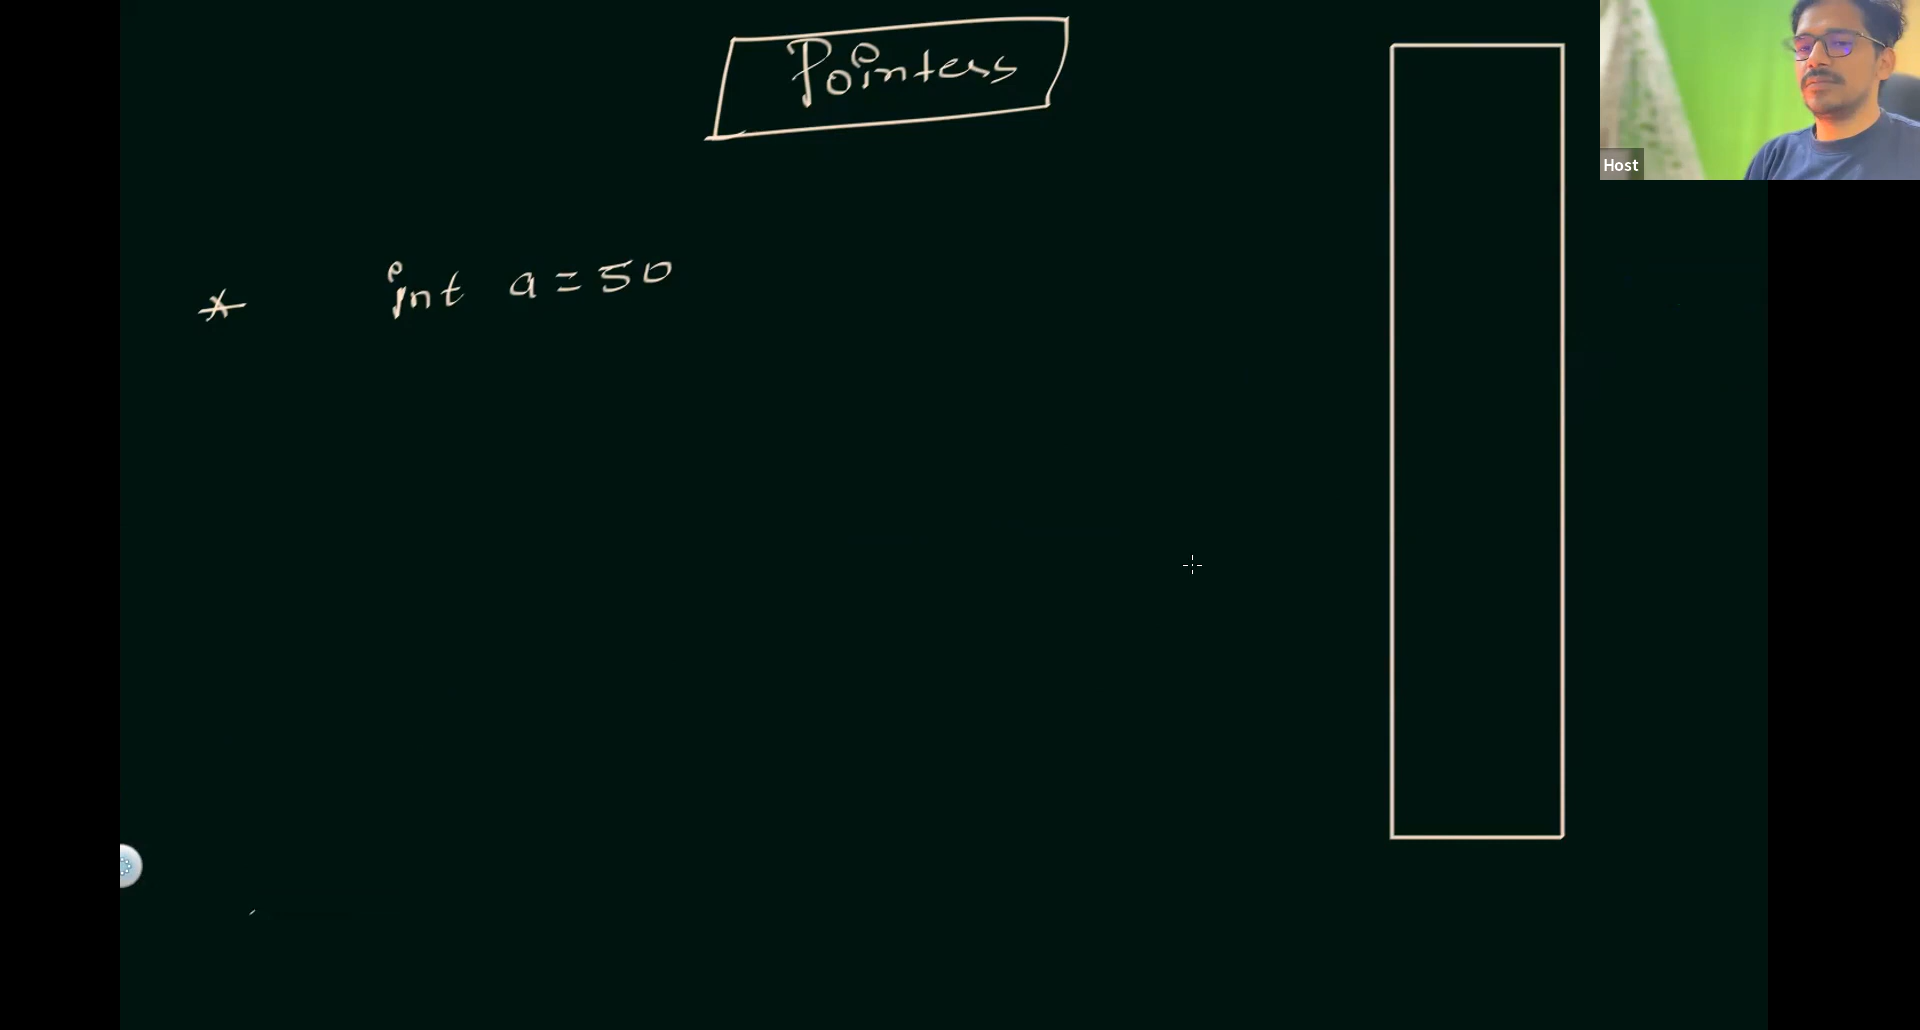 Pointers
* int a = 50
Host